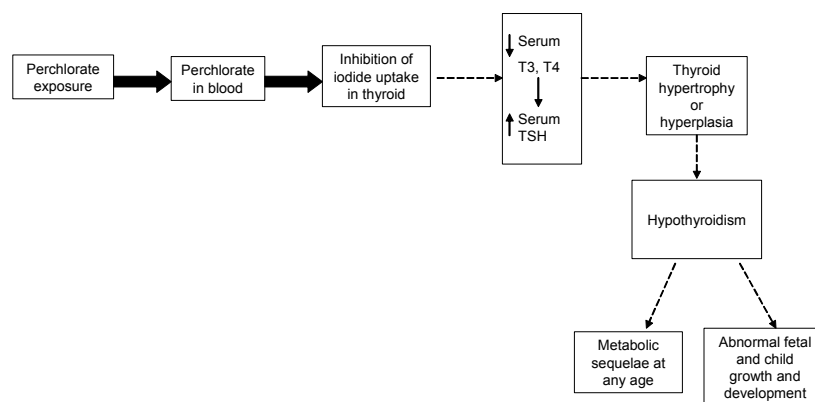 Perchlorate
exposure
Perchlorate
in blood
Inhibition of
iodide uptake
in thyroid
Serum
T3, T4
Serum
TSH
Thyroid
hypertrophy
or
hyperplasia
Hypothyroidism
Metabolic
sequelae at
any age
Abnormal fetal
and child
growth and
development